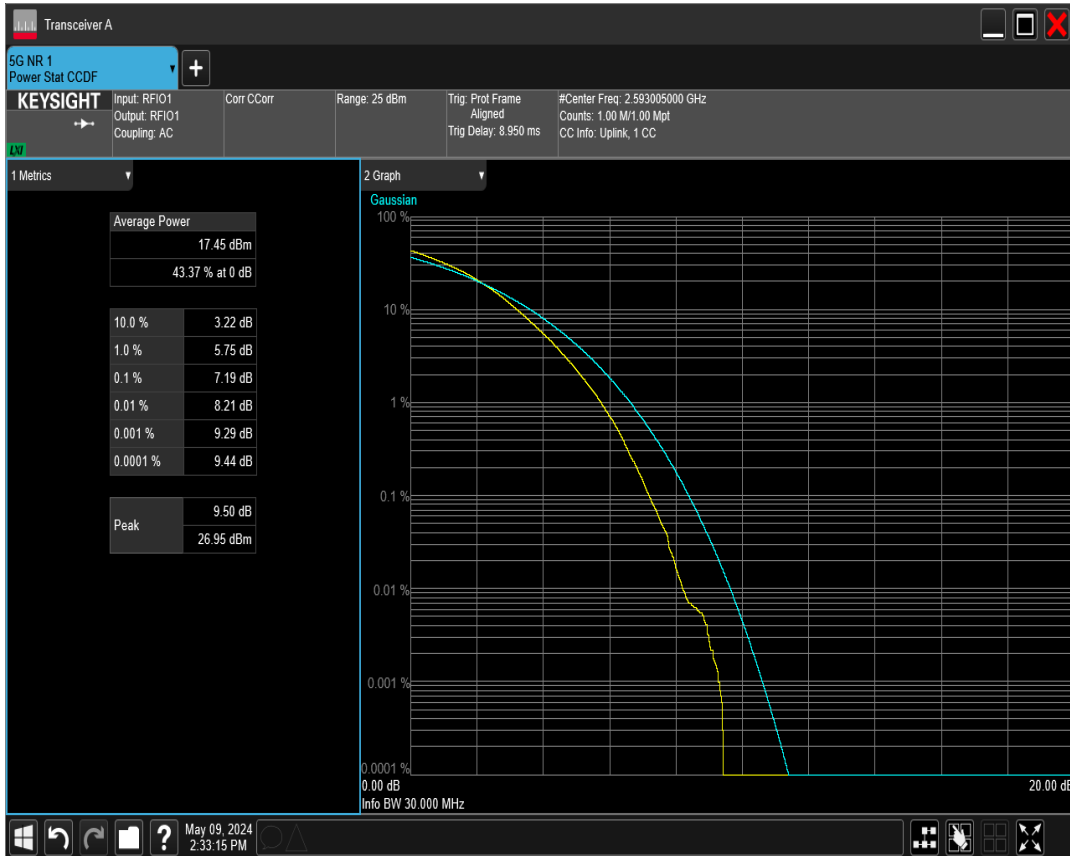 Transceiver A
5G NR 1
Power Stat CCDF
KEYSIGHT
LXI
Input: RFIO1
Output: RFIO1
Coupling: AC
Corr CCorr
Range: 25 dBm
Trig: Prot Frame
Aligned
Trig Delay: 8.950 ms
#Center Freq: 2.593005000 GHz
Counts: 1.00 M/1.00 Mpt
CC Info: Uplink, 1 CC
1 Metrics
Average Power
17.45 dBm
43.37 % at 0 dB
10.0 % 3.22 dB
1.0 % 5.75 dB
0.1 % 7.19 dB
0.01 % 8.21 dB
0.001 % 9.29 dB
0.0001 % 9.44 dB
Peak
9.50 dB
26.95 dBm
2 Graph
Gaussian
100 %
10 %
1 %
0.1 %
0.01 %
0.001 %
0.0001 %
0.00 dB 20.00 dB
Info BW 30.000 MHz
?
May 09, 2024
2:33:15 PM